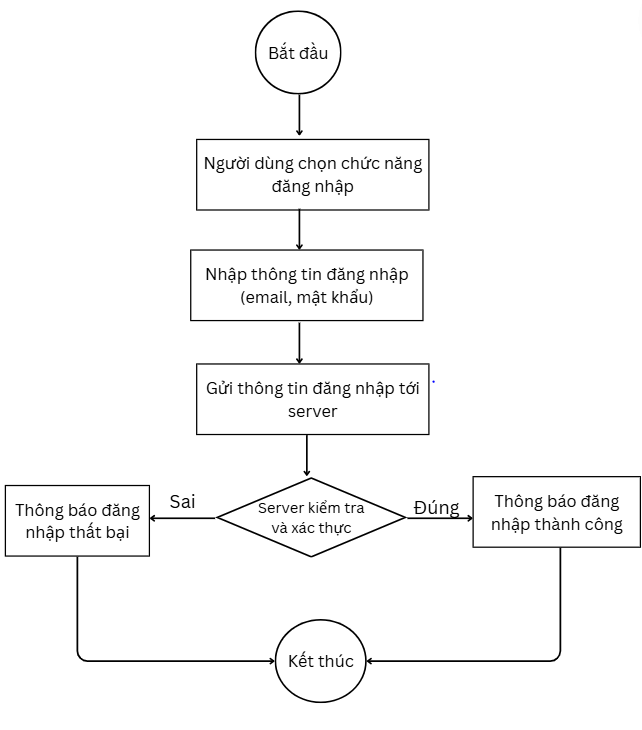 Bắt đầu
Người dùng chọn chức năng
đăng nhập
Nhập thông tin đăng nhập
(email, mật khẩu)
Gửi thông tin đăng nhập tới
server
Server kiểm tra
và xác thực
Sai
Đúng
Thông báo đăng
nhập thất bại
Thông báo đăng
nhập thành công
Kết thúc